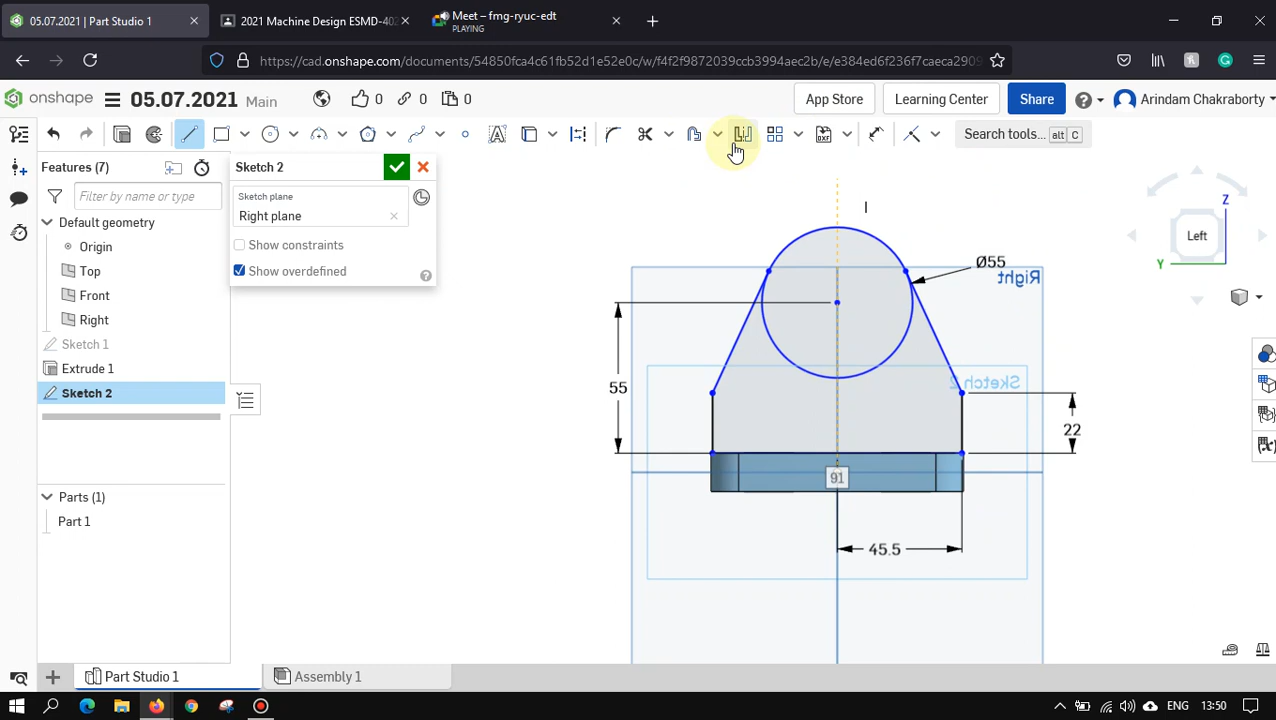 05.07.2021 | Part Studio 1
2021 Machine Design ESMD-402
Meet – fmg-ryuc-edt
PLAYING
https://cad.onshape.com/documents/54850fca2c6b51fb52d1e52e0c/w/f4f2f9872039ccb3994aec2b/e/e384ed6f236f7caeca2909
onshape
05.07.2021
Main
0
0
0
App Store
Learning Center
Share
Arindam Chakraborty
Search tools...
alt
C
Features (7)
Filter by name or type
Default geometry
Origin
Top
Front
Right
Sketch 1
Extrude 1
Sketch 2
Parts (1)
Part 1
Sketch 2
Sketch plane
Right plane
Show constraints
Show overdefined
Ø55
Right
Sketch 2
55
22
91
45.5
Z
Left
Y
Part Studio 1
Assembly 1
ENG
13:50